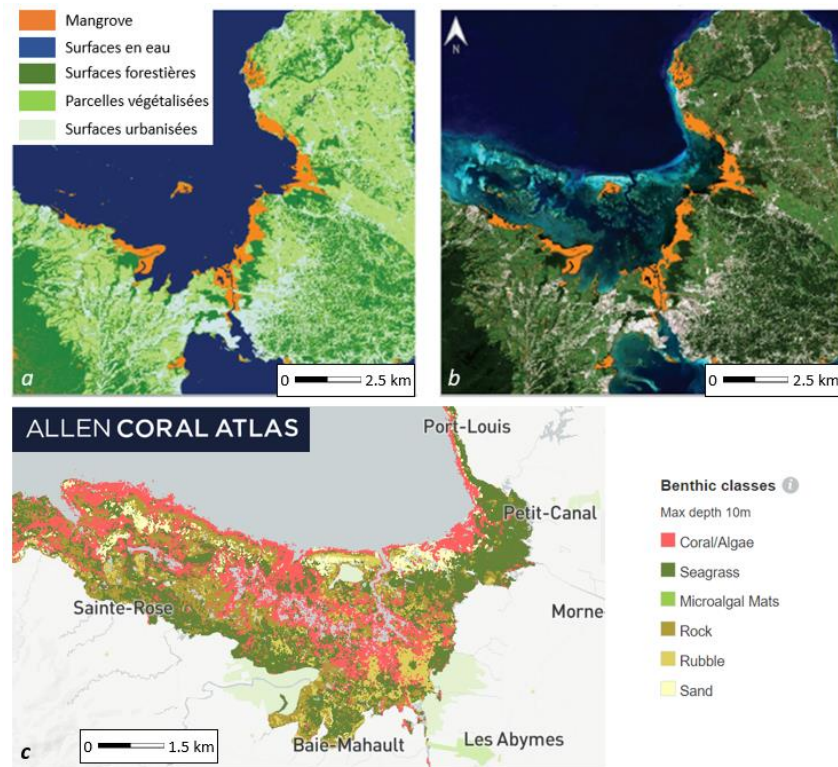 Mangrove
Surfaces en eau
Surfaces forestières
Parcelles végétalisées
Surfaces urbanisées
a
0 2.5 km
N
b
0 2.5 km
ALLEN CORAL ATLAS
Port-Louis
Petit-Canal
Sainte-Rose
Morne-
Baie-Mahault
Les Abymes
c
0 1.5 km
Benthic classes i
Max depth 10m
Coral/Algae
Seagrass
Microalgal Mats
Rock
Rubble
Sand